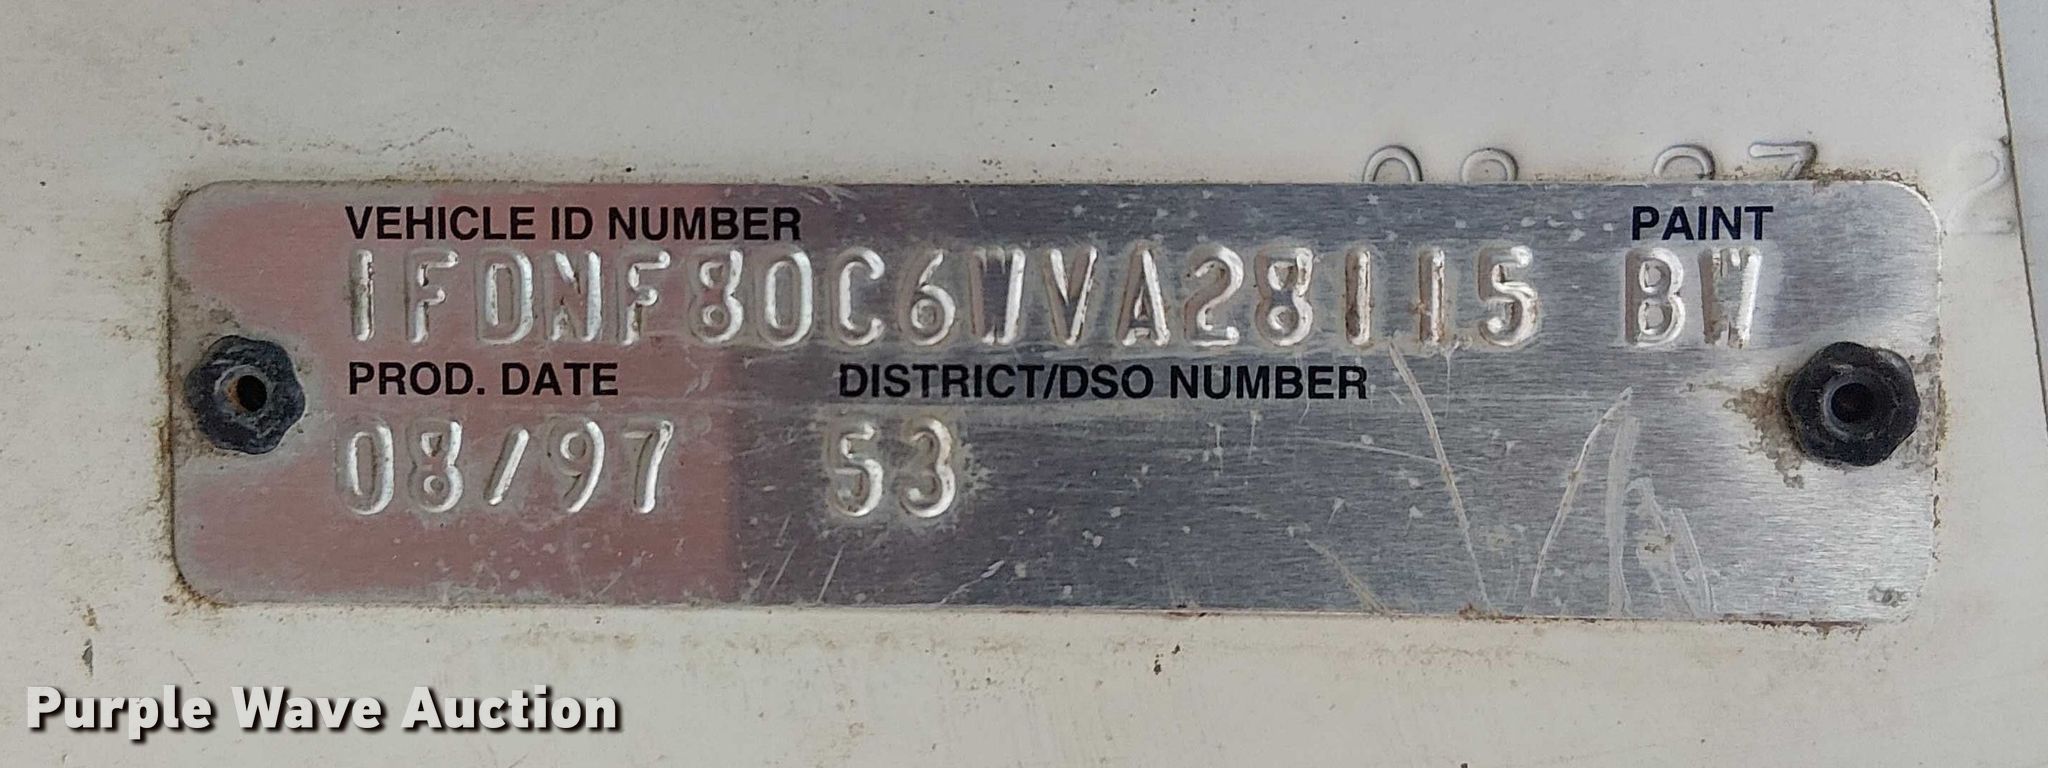 VEHICLE ID NUMBER PAINT
1FDNF80C6WVA28115 BW
PROD. DATE DISTRICT/DSO NUMBER
08/97 53
Purple Wave Auction